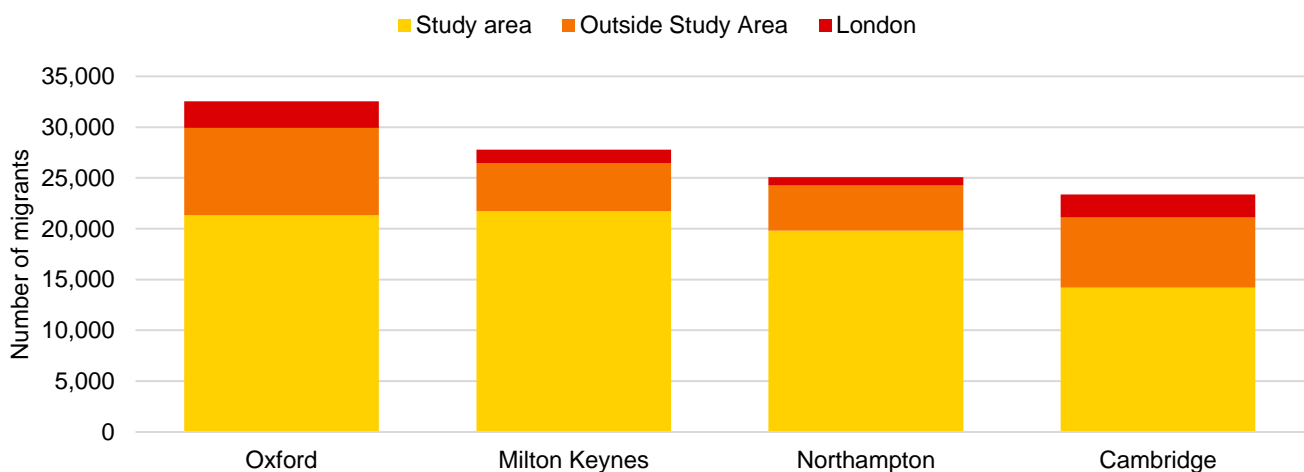 Study area Outside Study Area London
Number of migrants
35,000
30,000
25,000
20,000
15,000
10,000
5,000
0
Oxford Milton Keynes Northampton Cambridge